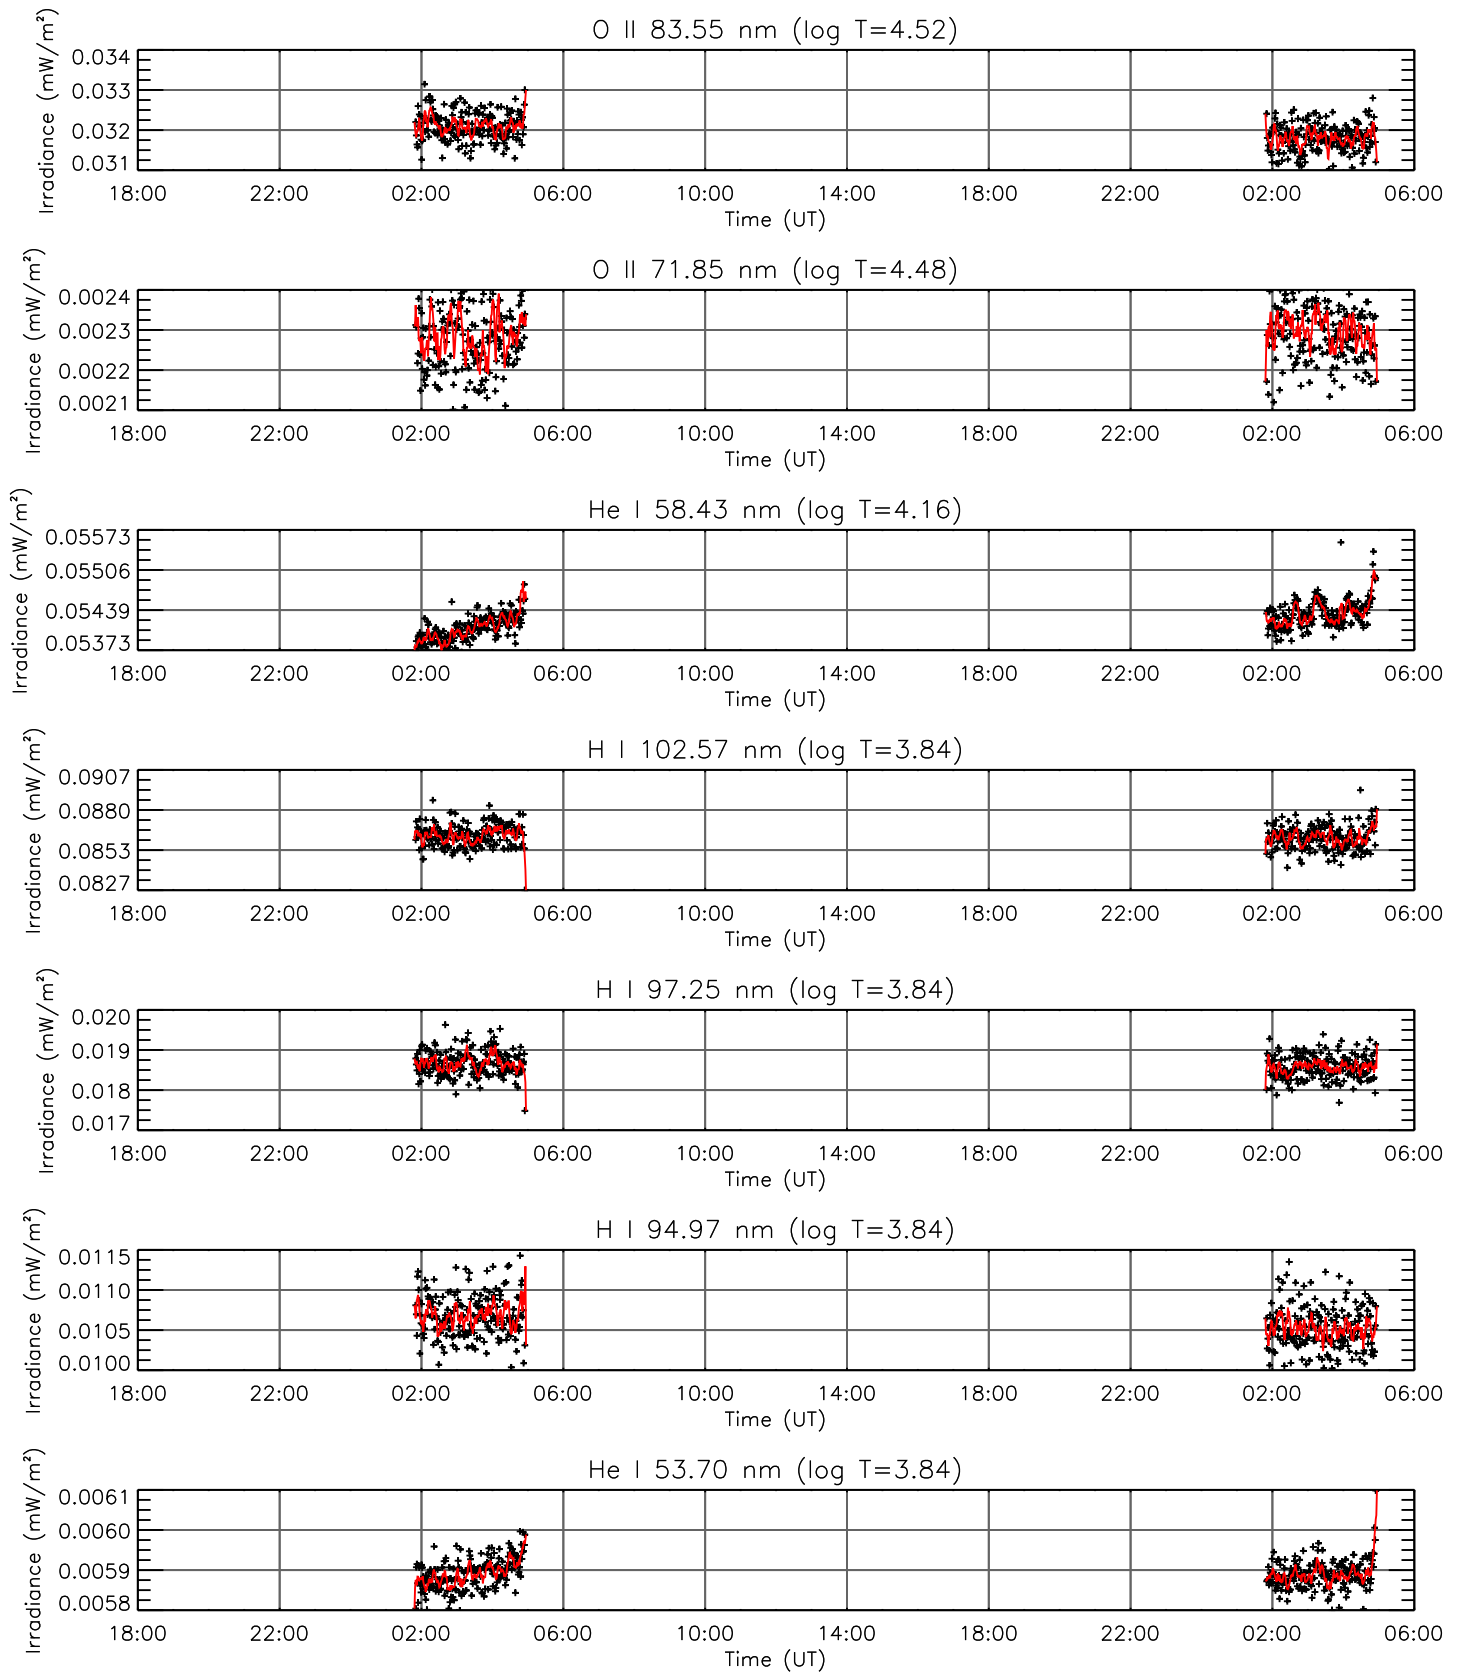 O II 83.55 nm (log T=4.52)
Irradiance (mW/m²)
0.034
0.033
0.032
0.031
18:00 22:00 02:00 06:00 10:00 14:00 18:00 22:00 02:00 06:00
Time (UT)
O II 71.85 nm (log T=4.48)
Irradiance (mW/m²)
0.0024
0.0023
0.0022
0.0021
18:00 22:00 02:00 06:00 10:00 14:00 18:00 22:00 02:00 06:00
Time (UT)
He I 58.43 nm (log T=4.16)
Irradiance (mW/m²)
0.05573
0.05506
0.05439
0.05373
18:00 22:00 02:00 06:00 10:00 14:00 18:00 22:00 02:00 06:00
Time (UT)
H I 102.57 nm (log T=3.84)
Irradiance (mW/m²)
0.0907
0.0880
0.0853
0.0827
18:00 22:00 02:00 06:00 10:00 14:00 18:00 22:00 02:00 06:00
Time (UT)
H I 97.25 nm (log T=3.84)
Irradiance (mW/m²)
0.020
0.019
0.018
0.017
18:00 22:00 02:00 06:00 10:00 14:00 18:00 22:00 02:00 06:00
Time (UT)
H I 94.97 nm (log T=3.84)
Irradiance (mW/m²)
0.0115
0.0110
0.0105
0.0100
18:00 22:00 02:00 06:00 10:00 14:00 18:00 22:00 02:00 06:00
Time (UT)
He I 53.70 nm (log T=3.84)
Irradiance (mW/m²)
0.0061
0.0060
0.0059
0.0058
18:00 22:00 02:00 06:00 10:00 14:00 18:00 22:00 02:00 06:00
Time (UT)